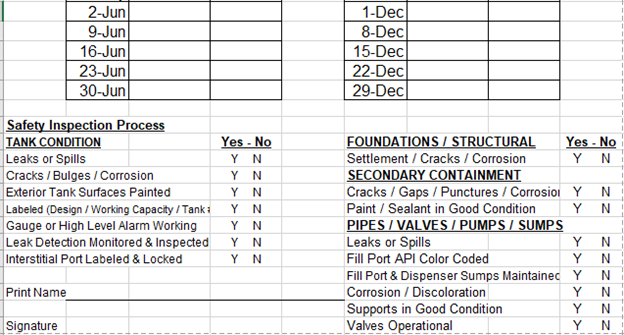 2-Jun 1-Dec
9-Jun 8-Dec
16-Jun 15-Dec
23-Jun 22-Dec
30-Jun 29-Dec
Safety Inspection Process
TANK CONDITION Yes - No FOUNDATIONS / STRUCTURAL Yes - No
Leaks or Spills Y N Settlement / Cracks / Corrosion Y N
Cracks / Bulges / Corrosion Y N SECONDARY CONTAINMENT
Exterior Tank Surfaces Painted Y N Cracks / Gaps / Punctures / Corrosion Y N
Labeled (Design / Working Capacity / Tank # Y N Paint / Sealant in Good Condition Y N
Gauge or High Level Alarm Working Y N PIPES / VALVES / PUMPS / SUMPS
Leak Detection Monitored & Inspected Y N Leaks or Spills Y N
Interstitial Port Labeled & Locked Y N Fill Port API Color Coded Y N
Fill Port & Dispenser Sumps Maintained Y N
Print Name Corrosion / Discoloration Y N
Supports in Good Condition Y N
Signature Valves Operational Y N